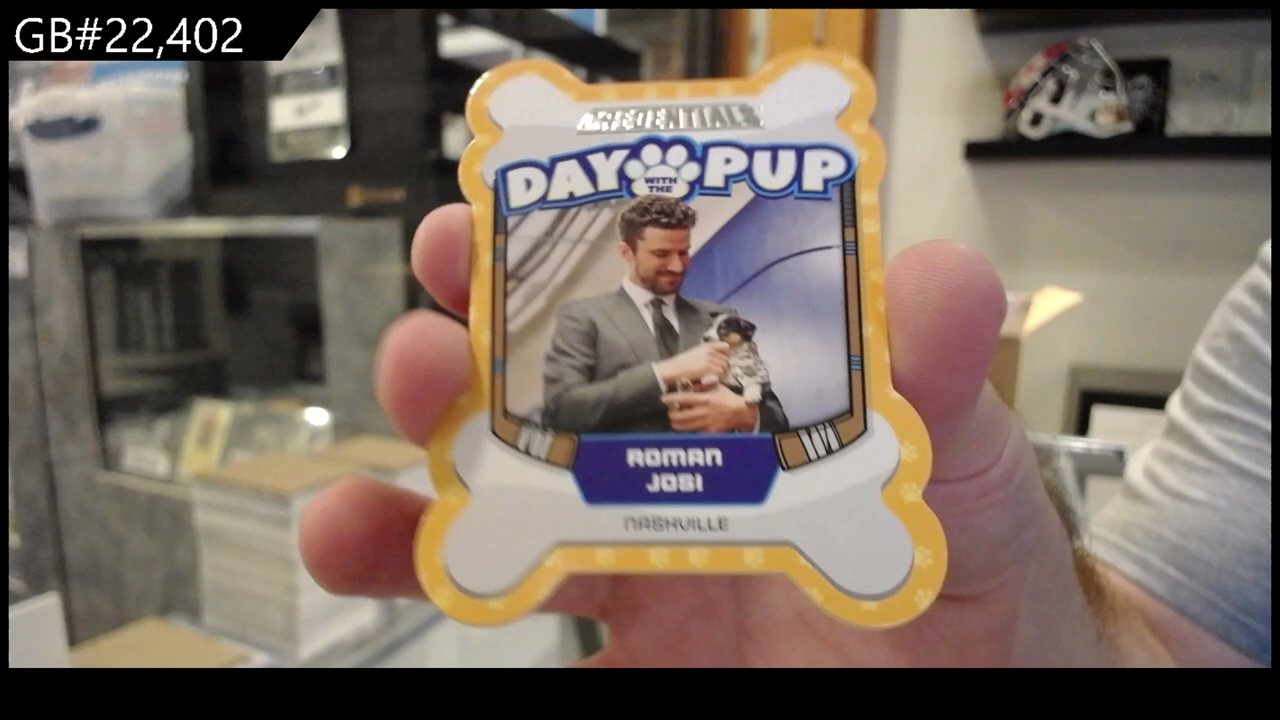 GB#22,402
CREDENTIALS
DAY WITH THE PUP
ROMAN
JOSI
NASHVILLE